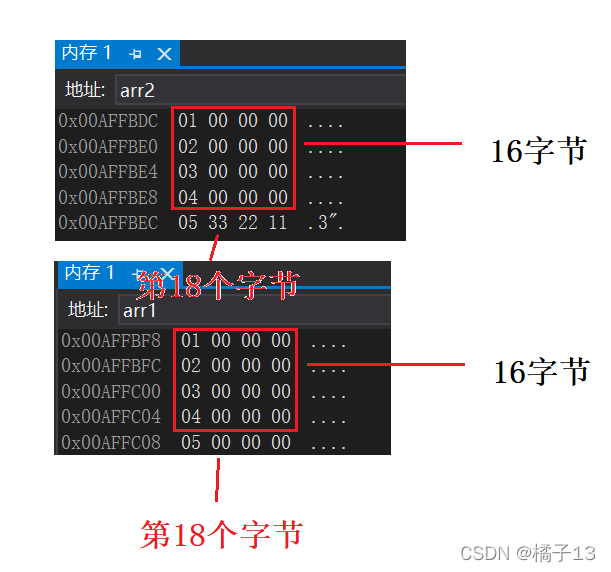 内存 1
地址: arr2
0x00AFFBDC 01 00 00 00 ....
0x00AFFBE0 02 00 00 00 ....
0x00AFFBE4 03 00 00 00 ....
0x00AFFBE8 04 00 00 00 ....
0x00AFFBEC 05 33 22 11 .3".
16字节
第18个字节
内存 1
地址: arr1
0x00AFFBF8 01 00 00 00 ....
0x00AFFBFC 02 00 00 00 ....
0x00AFFC00 03 00 00 00 ....
0x00AFFC04 04 00 00 00 ....
0x00AFFC08 05 00 00 00 ....
16字节
第18个字节
CSDN @橘子13